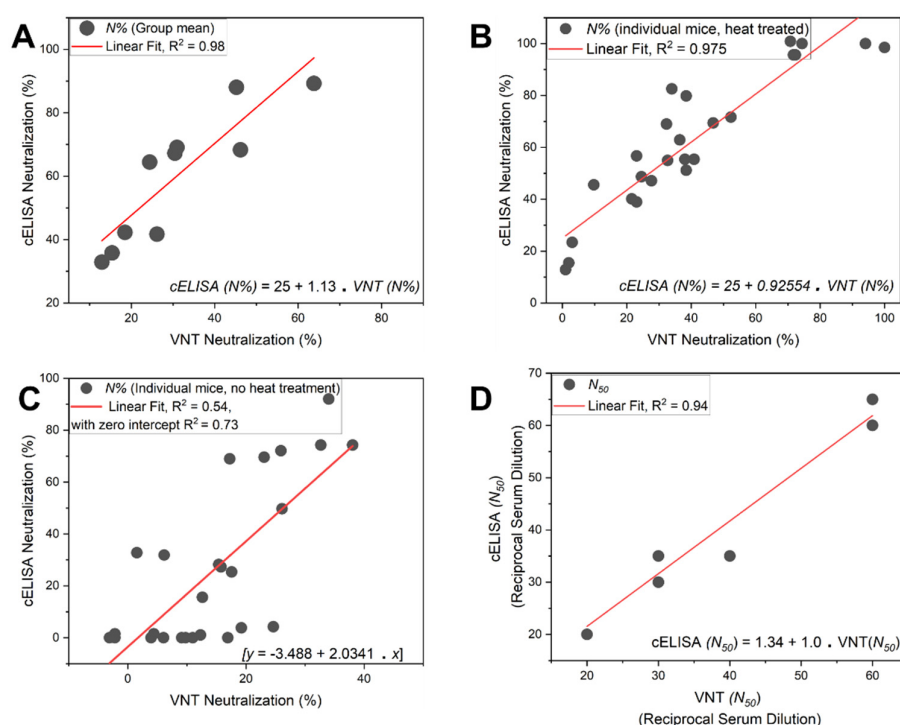 A
N% (Group mean)
Linear Fit, R² = 0.98
100
80
60
40
20
20
40
60
80
cELISA Neutralization (%)
VNT Neutralization (%)
cELISA (N%) = 25 + 1.13 . VNT (N%)
B
N% (individual mice, heat treated)
Linear Fit, R² = 0.975
100
80
60
40
20
0
0
20
40
60
80
100
cELISA Neutralization (%)
VNT Neutralization (%)
cELISA (N%) = 25 + 0.92554 . VNT (N%)
C
N% (Individual mice, no heat treatment)
Linear Fit, R² = 0.54,
with zero intercept R² = 0.73
100
80
60
40
20
0
0
20
40
60
cELISA Neutralization (%)
VNT Neutralization (%)
[y = -3.488 + 2.0341 . x]
D
N₅₀
Linear Fit, R² = 0.94
70
60
50
40
30
20
20
30
40
50
60
cELISA (N₅₀)
(Reciprocal Serum Dilution)
cELISA (N₅₀) = 1.34 + 1.0 . VNT(N₅₀)
VNT (N₅₀)
(Reciprocal Serum Dilution)